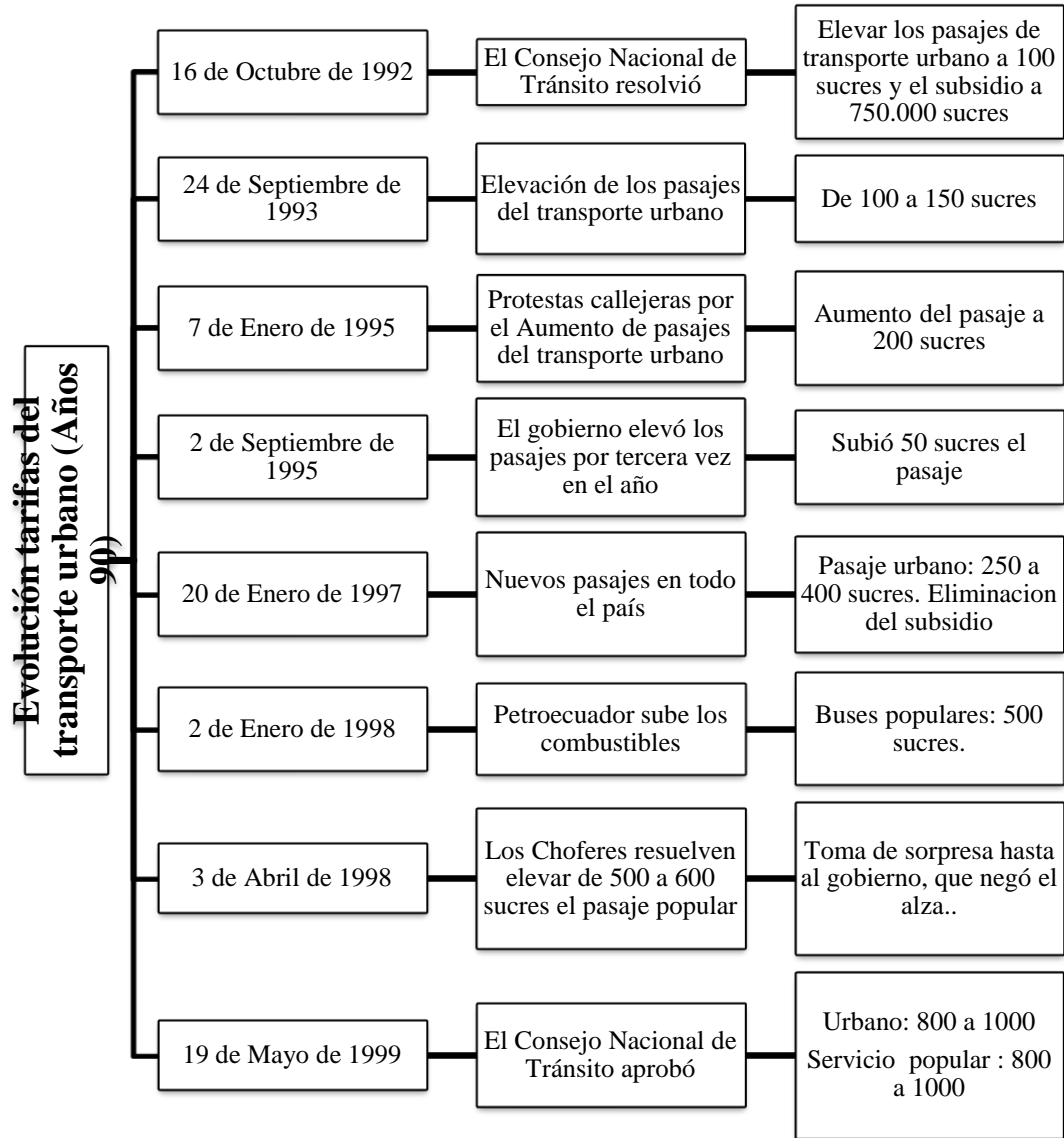 Evolución tarifas del
transporte urbano (Años
90)
16 de Octubre de 1992
El Consejo Nacional de
Tránsito resolvió
Elevar los pasajes de
transporte urbano a 100
sucres y el subsidio a
750.000 sucres
24 de Septiembre de
1993
Elevación de los pasajes
del transporte urbano
De 100 a 150 sucres
7 de Enero de 1995
Protestas callejeras por
el Aumento de pasajes
del transporte urbano
Aumento del pasaje a
200 sucres
2 de Septiembre de
1995
El gobierno elevó los
pasajes por tercera vez
en el año
Subió 50 sucres el
pasaje
20 de Enero de 1997
Nuevos pasajes en todo
el país
Pasaje urbano: 250 a
400 sucres. Eliminacion
del subsidio
2 de Enero de 1998
Petroecuador sube los
combustibles
Buses populares: 500
sucres.
3 de Abril de 1998
Los Choferes resuelven
elevar de 500 a 600
sucres el pasaje popular
Toma de sorpresa hasta
al gobierno, que negó el
alza..
19 de Mayo de 1999
El Consejo Nacional de
Tránsito aprobó
Urbano: 800 a 1000
Servicio popular : 800
a 1000